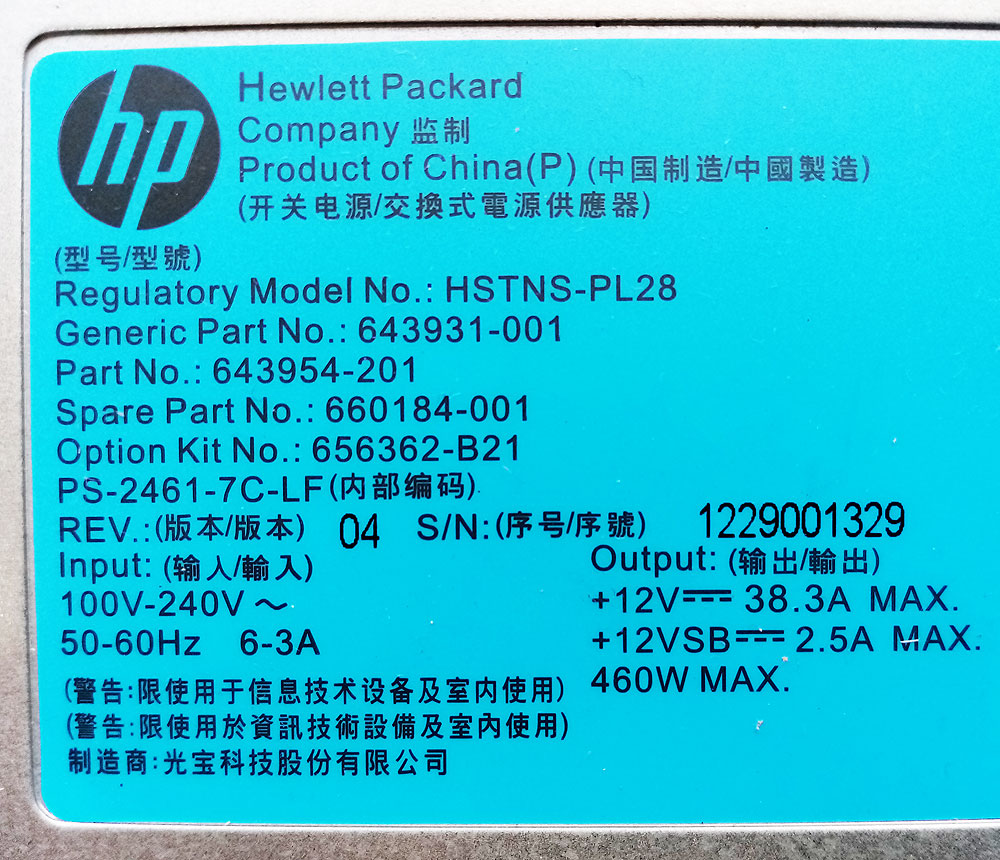 hp
Hewlett Packard
Company 监制
Product of China(P) (中国制造/中國製造)
(开关电源/交換式電源供應器)
(型号/型號)
Regulatory Model No.: HSTNS-PL28
Generic Part No.: 643931-001
Part No.: 643954-201
Spare Part No.: 660184-001
Option Kit No.: 656362-B21
PS-2461-7C-LF(内部编码)
REV.:(版本/版本) 04 S/N:(序号/序號) 1229001329
Input: (输入/輸入)
100V-240V ～
50-60Hz 6-3A
Output: (输出/輸出)
+12V⎓ 38.3A MAX.
+12VSB⎓ 2.5A MAX.
460W MAX.
(警告:限使用于信息技术设备及室内使用)
(警告:限使用於資訊技術設備及室內使用)
制造商:光宝科技股份有限公司